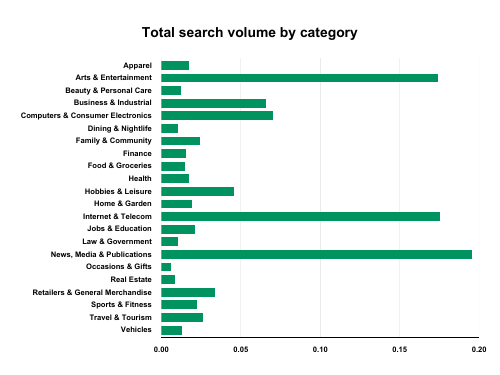 Total search volume by category
Apparel
Arts & Entertainment
Beauty & Personal Care
Business & Industrial
Computers & Consumer Electronics
Dining & Nightlife
Family & Community
Finance
Food & Groceries
Health
Hobbies & Leisure
Home & Garden
Internet & Telecom
Jobs & Education
Law & Government
News, Media & Publications
Occasions & Gifts
Real Estate
Retailers & General Merchandise
Sports & Fitness
Travel & Tourism
Vehicles
0.00 0.05 0.10 0.15 0.20